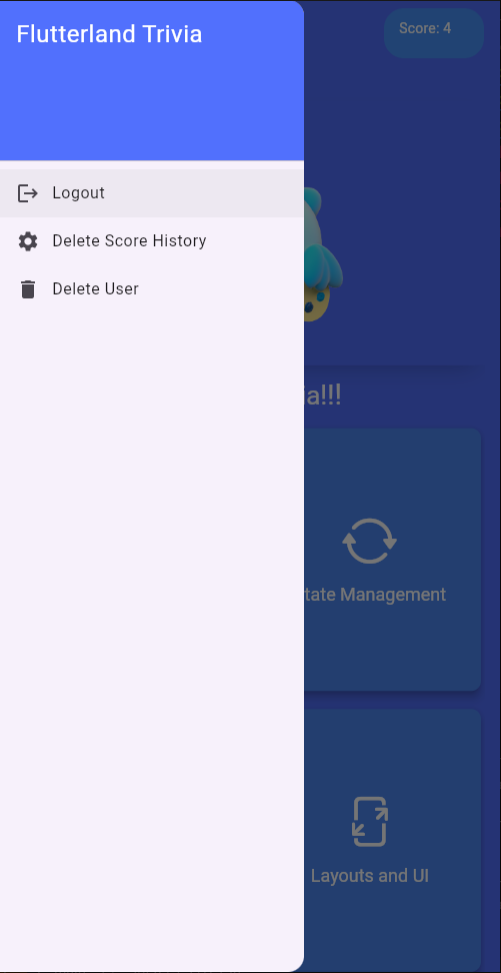 Flutterland Trivia
Score: 4
Logout
Delete Score History
Delete User
ia!!!
tate Management
Layouts and UI